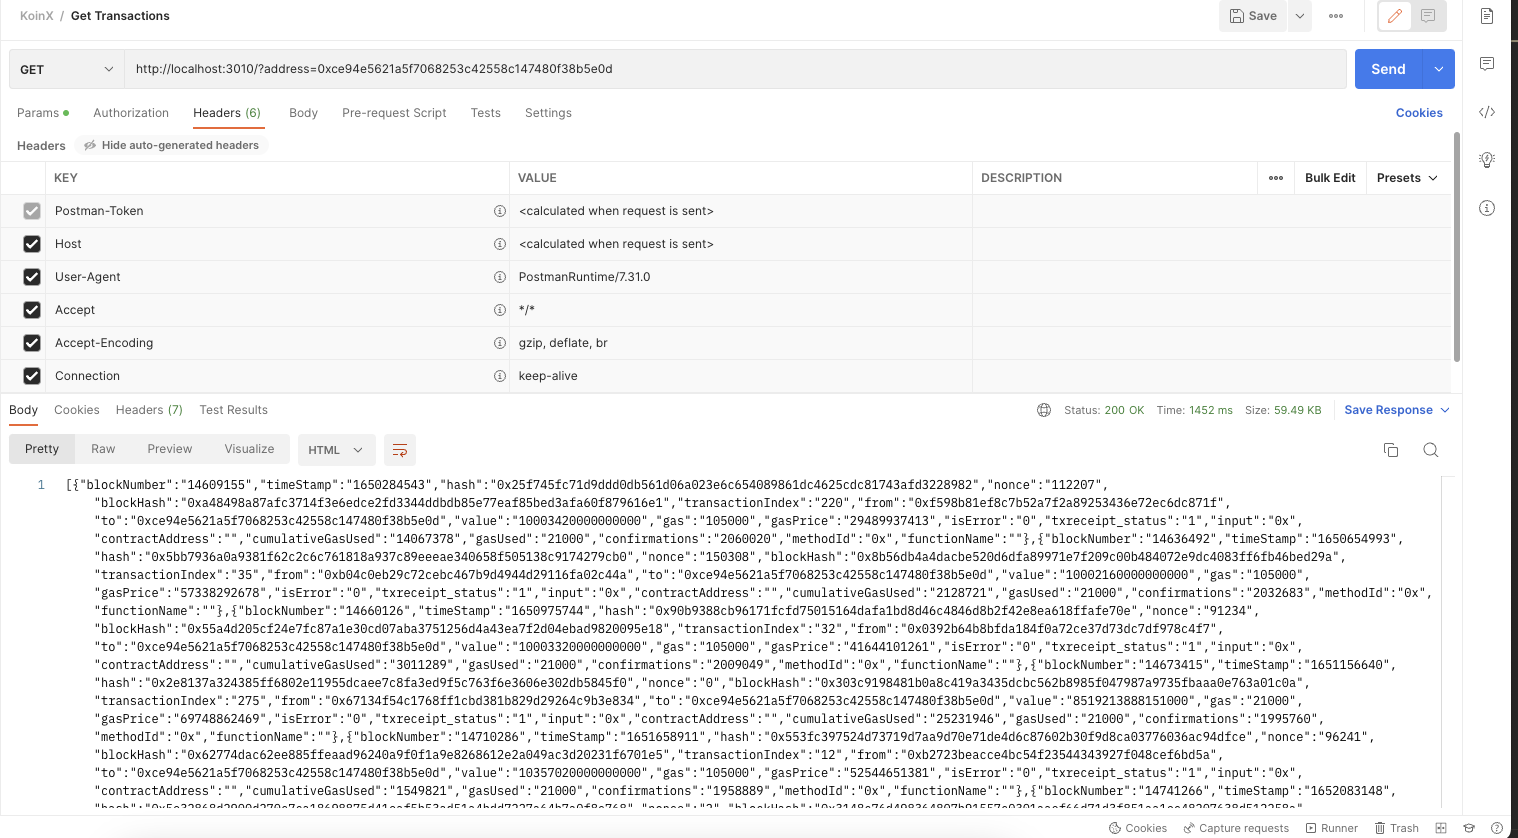 KoinX / Get Transactions
Save
GET
http://localhost:3010/?address=0xce94e5621a5f7068253c42558c147480f38b5e0d
Send
Params Authorization Headers (6) Body Pre-request Script Tests Settings
Cookies
Headers Hide auto-generated headers
KEY VALUE DESCRIPTION Bulk Edit Presets
Postman-Token <calculated when request is sent>
Host <calculated when request is sent>
User-Agent PostmanRuntime/7.31.0
Accept */*
Accept-Encoding gzip, deflate, br
Connection keep-alive
Body Cookies Headers (7) Test Results
Status: 200 OK Time: 1452 ms Size: 59.49 KB Save Response
Pretty Raw Preview Visualize HTML
1 [{"blockNumber":"14609155","timeStamp":"1650284543","hash":"0x25f745fc71d9ddd0db561d06a023e6c654089861dc4625cdc81743afd3228982","nonce":"112207",
"blockHash":"0xa48498a87afc3714f3e6edce2fd3344ddbdb85e77eaf85bed3afa60f879616e1","transactionIndex":"220","from":"0xf598b81ef8c7b52a7f2a89253436e72ec6dc871f",
"to":"0xce94e5621a5f7068253c42558c147480f38b5e0d","value":"10003420000000000","gas":"105000","gasPrice":"29489937413","isError":"0","txreceipt_status":"1","input":"0x",
"contractAddress":"","cumulativeGasUsed":"14067378","gasUsed":"21000","confirmations":"2060020","methodId":"0x","functionName":""},{"blockNumber":"14636492","timeStamp":"1650654993",
"hash":"0x5bb7936a0a9381f62c2c6c761818a937c89eeeae340658f505138c9174279cb0","nonce":"150308","blockHash":"0x8b56db4a4dacbe520d6dfa89971e7f209c00b484072e9dc4083ff6fb46bed29a",
"transactionIndex":"35","from":"0xb04c0eb29c72cebc467b9d4944d29116fa02c44a","to":"0xce94e5621a5f7068253c42558c147480f38b5e0d","value":"10002160000000000","gas":"105000",
"gasPrice":"57338292678","isError":"0","txreceipt_status":"1","input":"0x","contractAddress":"","cumulativeGasUsed":"2128721","gasUsed":"21000","confirmations":"2032683","methodId":"0x",
"functionName":""},{"blockNumber":"14660126","timeStamp":"1650975744","hash":"0x90b9388cb96171fcfd75015164dafa1bd8d46c4846d8b2f42e8ea618ffafe70e","nonce":"91234",
"blockHash":"0x55a4d205cf24e7fc87a1e30cd07aba3751256d4a43ea7f2d04ebad9820095e18","transactionIndex":"32","from":"0x0392b64b8bfda184f0a72ce37d73dc7df978c4f7",
"to":"0xce94e5621a5f7068253c42558c147480f38b5e0d","value":"10003320000000000","gas":"105000","gasPrice":"41644101261","isError":"0","txreceipt_status":"1","input":"0x",
"contractAddress":"","cumulativeGasUsed":"3011289","gasUsed":"21000","confirmations":"2009049","methodId":"0x","functionName":""},{"blockNumber":"14673415","timeStamp":"1651156640",
"hash":"0x2e8137a324385ff6802e11955dcaee7c8fa3ed9f5c763f6e3606e302db5845f0","nonce":"0","blockHash":"0x303c9198481b0a8c419a3435dcbc562b8985f047987a9735fbaaa0e763a01c0a",
"transactionIndex":"275","from":"0x67134f54c1768ff1cbd381b829d29264c9b3e834","to":"0xce94e5621a5f7068253c42558c147480f38b5e0d","value":"8519213888151000","gas":"21000",
"gasPrice":"69748862469","isError":"0","txreceipt_status":"1","input":"0x","contractAddress":"","cumulativeGasUsed":"25231946","gasUsed":"21000","confirmations":"1995760",
"methodId":"0x","functionName":""},{"blockNumber":"14710286","timeStamp":"1651658911","hash":"0x553fc397524d73719d7aa9d70e71de4d6c87602b30f9d8ca03776036ac94dfce","nonce":"96241",
"blockHash":"0x62774dac62ee885ffeaad96240a9f0f1a9e8268612e2a049ac3d20231f6701e5","transactionIndex":"12","from":"0xb2723beacce4bc54f23544343927f048cef6bd5a",
"to":"0xce94e5621a5f7068253c42558c147480f38b5e0d","value":"10357020000000000","gas":"105000","gasPrice":"52544651381","isError":"0","txreceipt_status":"1","input":"0x",
"contractAddress":"","cumulativeGasUsed":"1549821","gasUsed":"21000","confirmations":"1958889","methodId":"0x","functionName":""},{"blockNumber":"14741266","timeStamp":"1652083148",
Cookies Capture requests Runner Trash